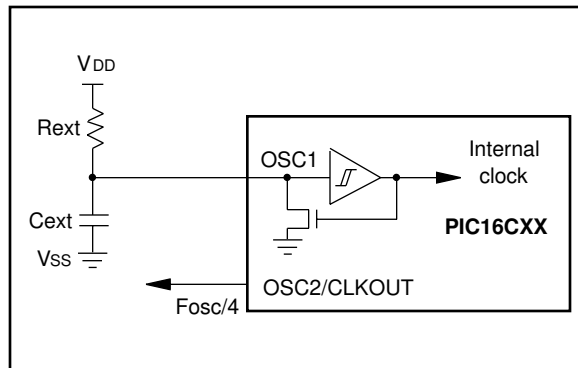 VDD
Rext
OSC1
Internal
clock
Cext
PIC16CXX
VSS
OSC2/CLKOUT
Fosc/4